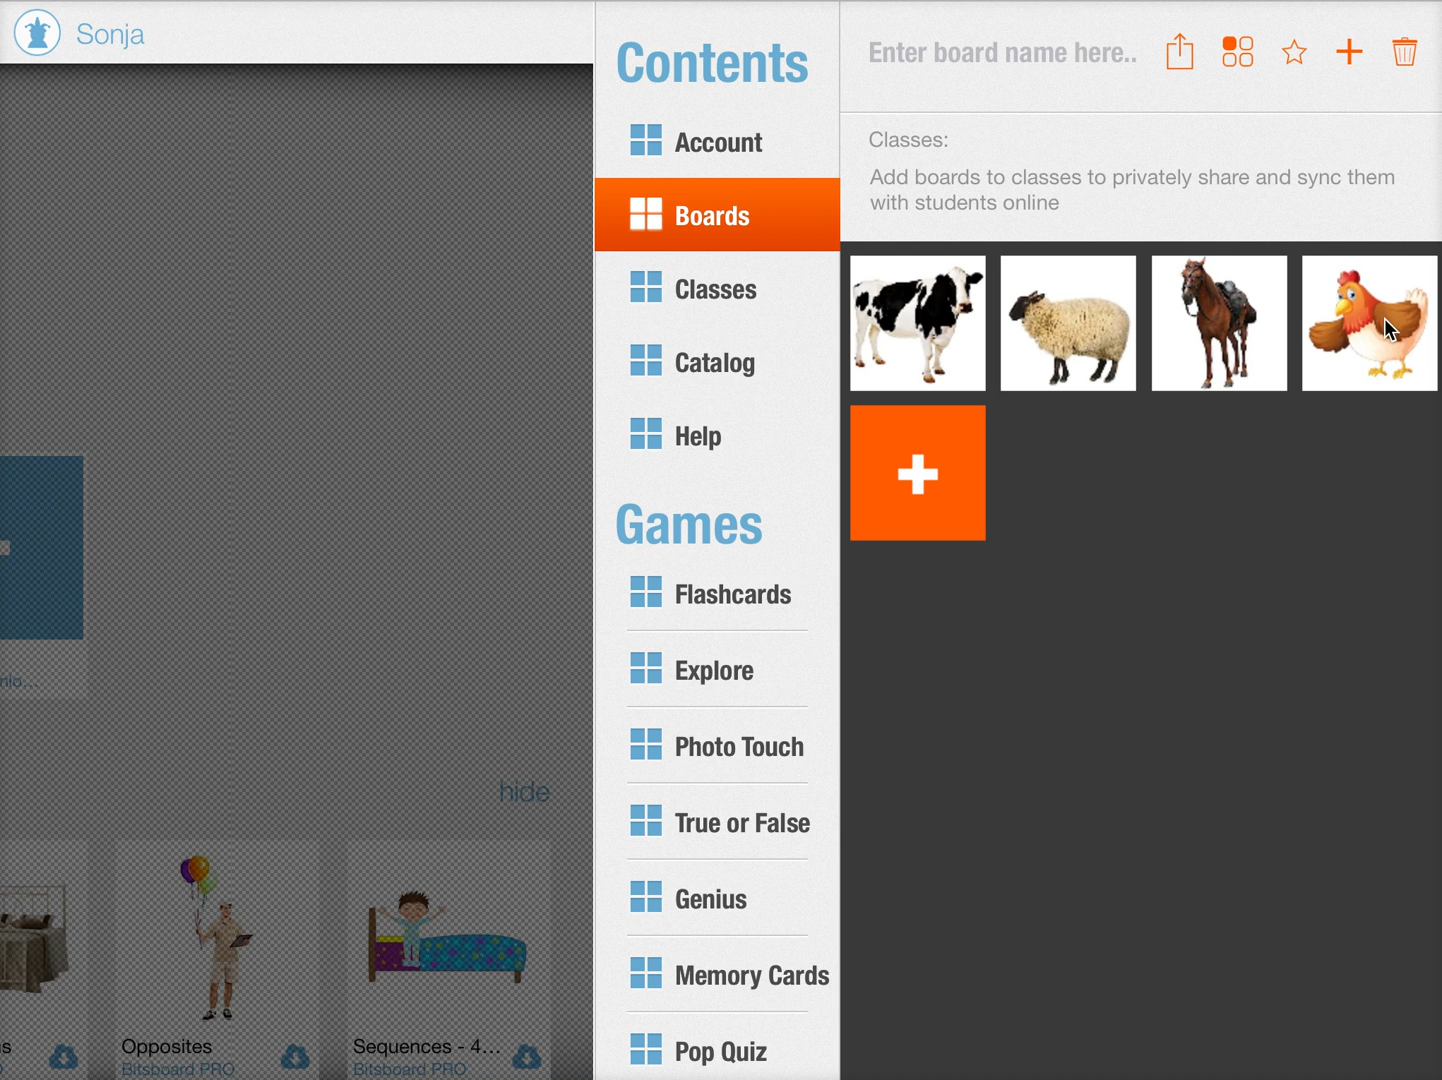 Sonja
Contents
Account
Boards
Classes
Catalog
Help
Games
Flashcards
Explore
Photo Touch
True or False
Genius
Memory Cards
Pop Quiz
Enter board name here..
Classes:
Add boards to classes to privately share and sync them
with students online
hide
Opposites
Bitsboard PRO
Sequences - 4...
Bitsboard PRO